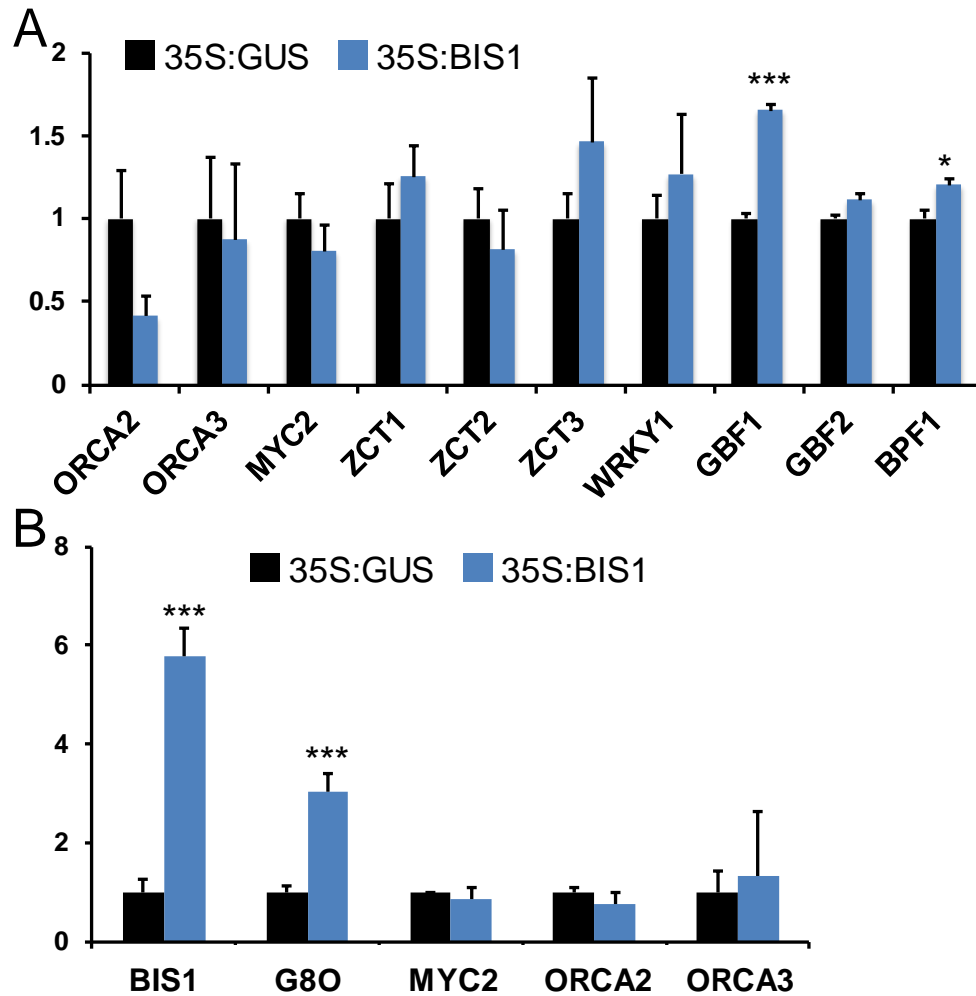 A
35S:GUS 35S:BIS1
2
1.5
1
0.5
0
***
*
ORCA2 ORCA3 MYC2 ZCT1 ZCT2 ZCT3 WRKY1 GBF1 GBF2 BPF1
B
35S:GUS 35S:BIS1
8
6
4
2
0
***
***
BIS1 G8O MYC2 ORCA2 ORCA3